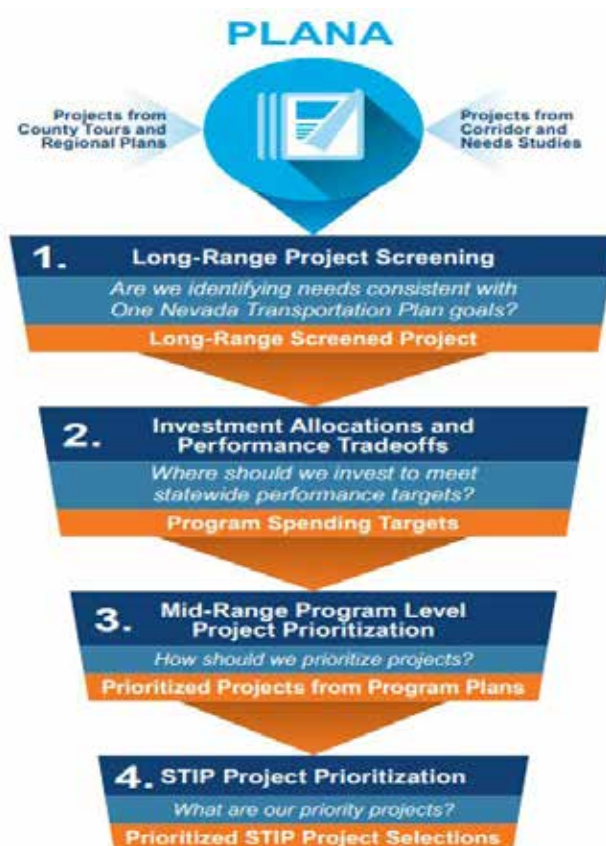 PLANA
Projects from
County Tours and
Regional Plans
Projects from
Corridor and
Needs Studies
1.
Long-Range Project Screening
Are we identifying needs consistent with
One Nevada Transportation Plan goals?
Long-Range Screened Project
2.
Investment Allocations and
Performance Tradeoffs
Where should we invest to meet
statewide performance targets?
Program Spending Targets
3.
Mid-Range Program Level
Project Prioritization
How should we prioritize projects?
Prioritized Projects from Program Plans
4. STIP Project Prioritization
What are our priority projects?
Prioritized STIP Project Selections